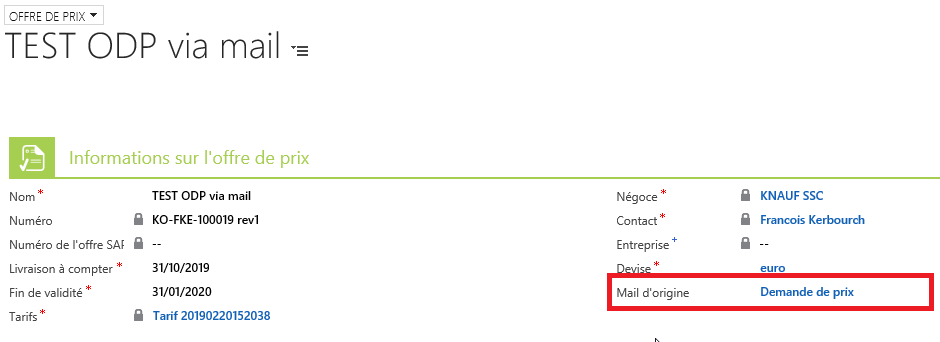 OFFRE DE PRIX
TEST ODP via mail
Informations sur l'offre de prix
Nom* TEST ODP via mail
Numéro KO-FKE-100019 rev1
Numéro de l'offre SAP --
Livraison à compter * 31/10/2019
Fin de validité* 31/01/2020
Tarifs* Tarif 20190220152038
Négoce* KNAUF SSC
Contact* Francois Kerbourch
Entreprise+ --
Devise* euro
Mail d'origine Demande de prix